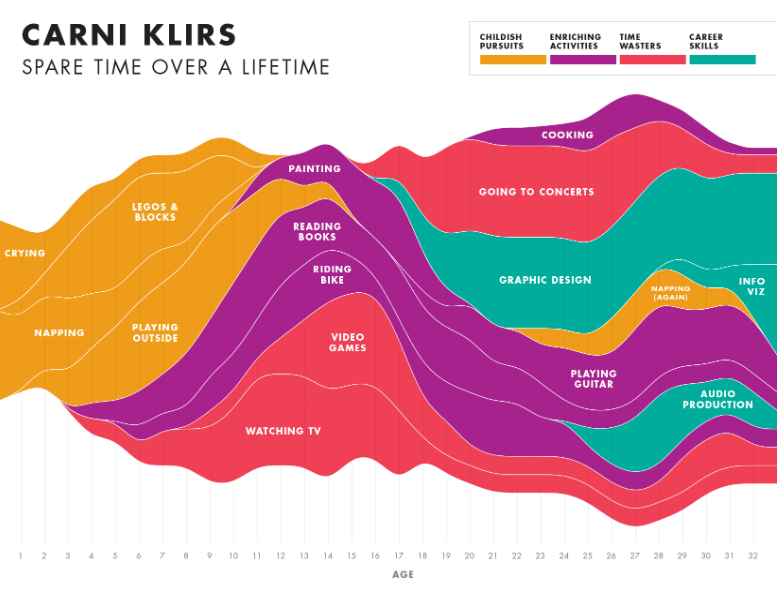 CARNI KLIRS
SPARE TIME OVER A LIFETIME
CHILDISH
PURSUITS
ENRICHING
ACTIVITIES
TIME
WASTERS
CAREER
SKILLS
COOKING
PAINTING
GOING TO CONCERTS
LEGOS &
BLOCKS
READING
BOOKS
CRYING
RIDING
BIKE
GRAPHIC DESIGN
INFO
VIZ
NAPPING
(AGAIN)
NAPPING
PLAYING
OUTSIDE
VIDEO
GAMES
PLAYING
GUITAR
AUDIO
PRODUCTION
WATCHING TV
1 2 3 4 5 6 7 8 9 10 11 12 13 14 15 16 17 18 19 20 21 22 23 24 25 26 27 28 29 30 31 32
AGE